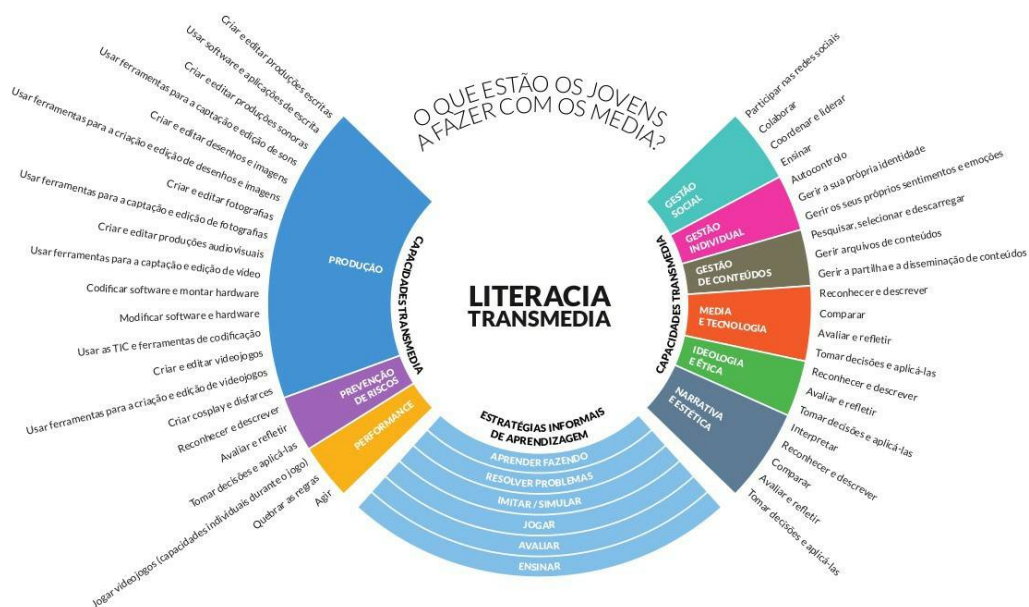 O QUE ESTÃO OS JOVENS
A FAZER COM OS MEDIA?
LITERACIA
TRANSMEDIA
CAPACIDADES TRANSMEDIA
PRODUÇÃO
Criar e editar produções escritas
Usar software e aplicações de escrita
Criar e editar produções sonoras
Usar ferramentas para a captação e edição de sons
Criar e editar desenhos e imagens
Usar ferramentas para a criação e edição de desenhos e imagens
Criar e editar fotografias
Usar ferramentas para a captação e edição de fotografias
Criar e editar produções audiovisuais
Usar ferramentas para a captação e edição de vídeo
Codificar software e montar hardware
Modificar software e hardware
Usar as TIC e ferramentas de codificação
Criar e editar videojogos
Usar ferramentas para a criação e edição de videojogos
Criar cosplay e disfarces
PREVENÇÃO
DE RISCOS
Reconhecer e descrever
Avaliar e refletir
Tomar decisões e aplicá-las
PERFORMANCE
Jogar videojogos (capacidades individuais durante o jogo)
Quebrar as regras
Agir
CAPACIDADES TRANSMEDIA
GESTÃO
SOCIAL
Participar nas redes sociais
Colaborar
Coordenar e liderar
Ensinar
GESTÃO
INDIVIDUAL
Autocontrolo
Gerir a sua própria identidade
Gerir os seus próprios sentimentos e emoções
GESTÃO
DE CONTEÚDOS
Pesquisar, selecionar e descarregar
Gerir arquivos de conteúdos
Gerir a partilha e a disseminação de conteúdos
MEDIA
E TECNOLOGIA
Reconhecer e descrever
Comparar
Avaliar e refletir
Tomar decisões e aplicá-las
IDEOLOGIA
E ÉTICA
Reconhecer e descrever
Avaliar e refletir
Tomar decisões e aplicá-las
NARRATIVA
E ESTÉTICA
Interpretar
Reconhecer e descrever
Comparar
Avaliar e refletir
Tomar decisões e aplicá-las
ESTRATÉGIAS INFORMAIS
DE APRENDIZAGEM
APRENDER FAZENDO
RESOLVER PROBLEMAS
IMITAR / SIMULAR
JOGAR
AVALIAR
ENSINAR